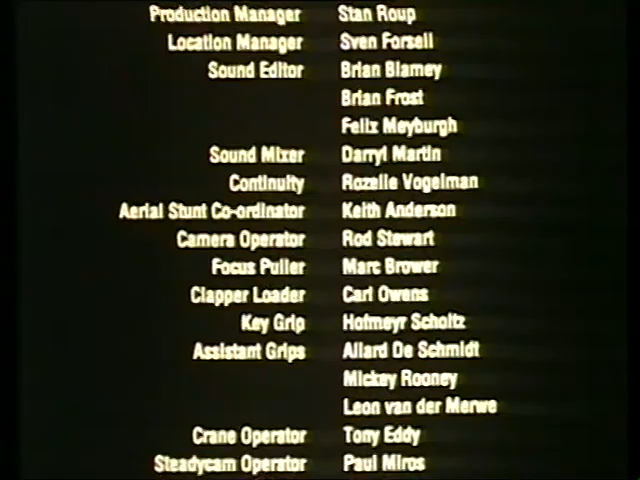 Production Manager Stan Roup
Location Manager Sven Forsell
Sound Editor Brian Blamey
Brian Frost
Felix Meyburgh
Sound Mixer Darryl Martin
Continuity Rozelle Vogelman
Aerial Stunt Co-ordinator Keith Anderson
Camera Operator Rod Stewart
Focus Puller Marc Brower
Clapper Loader Carl Owens
Key Grip Hofmeyr Scholtz
Assistant Grips Allard De Schmidt
Mickey Rooney
Leon van der Merwe
Crane Operator Tony Eddy
Steadycam Operator Paul Miros